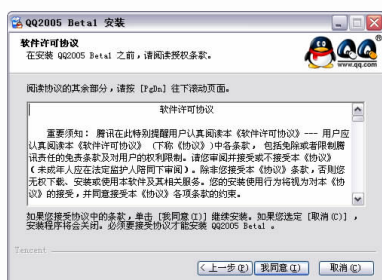 QQ2005 Beta1 安装
软件许可协议
在安装 QQ2005 Beta1 之前，请阅读授权条款。
QQ
www.qq.com
阅读协议的其余部分，请按 [PgDn] 往下滚动页面。
软件许可协议
重要须知： 腾讯在此特别提醒用户认真阅读本《软件许可协议》--- 用户应
认真阅读本《软件许可协议》（下称《协议》）中各条款， 包括免除或者限制腾
讯责任的免责条款及对用户的权利限制。请您审阅并接受或不接受本《协议》
（未成年人应在法定监护人陪同下审阅）。除非您接受本《协议》条款，否则您
无权下载、安装或使用本软件及其相关服务。您的安装使用行为将视为对本《协
议》的接受，并同意接受本《协议》各项条款的约束。
如果您接受协议中的条款，单击 [我同意(I)] 继续安装。如果您选定 [取消(C)] ，
安装程序将会关闭。必须要接受协议才能安装 QQ2005 Beta1 。
Tencent
< 上一步(P)
我同意(I)
取消(C)